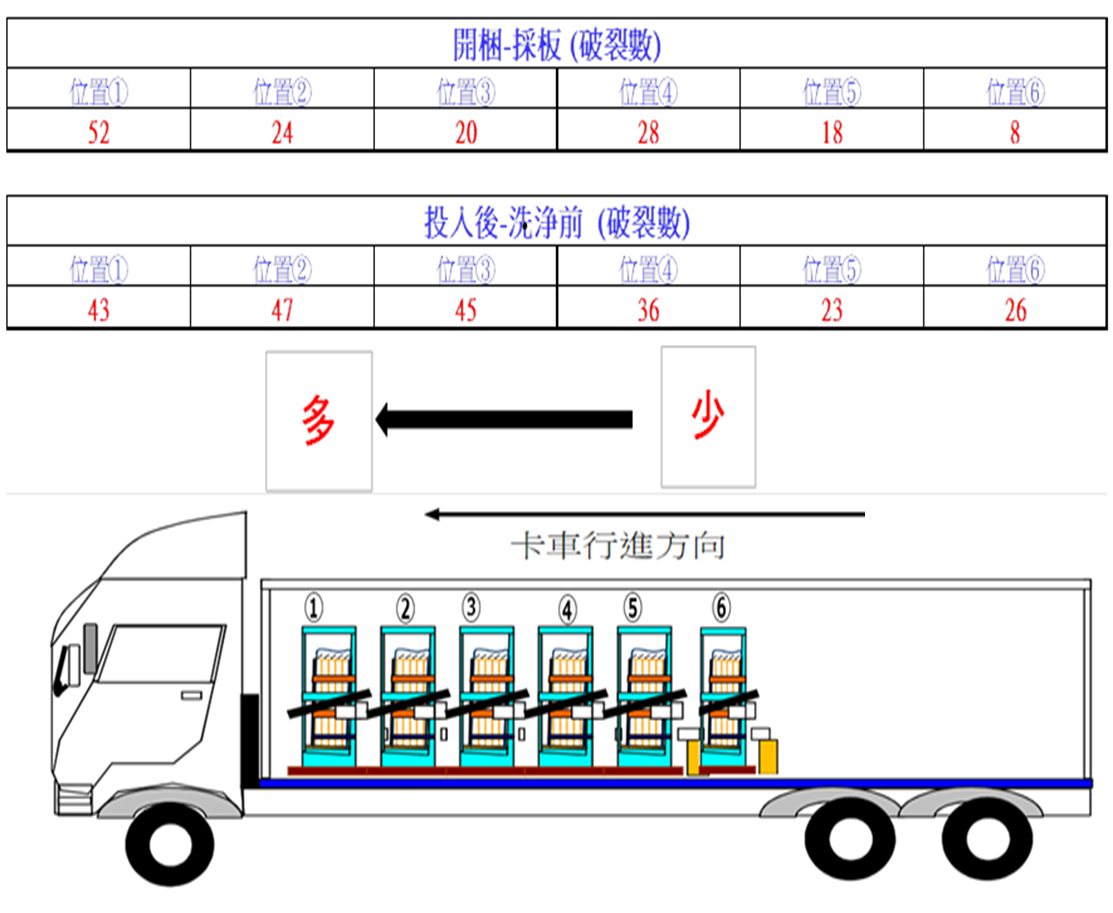 開梱-採板 (破裂數)
位置① 位置② 位置③ 位置④ 位置⑤ 位置⑥
52 24 20 28 18 8
投入後-洗浄前 (破裂數)
位置① 位置② 位置③ 位置④ 位置⑤ 位置⑥
43 47 45 36 23 26
多 少
卡車行進方向
① ② ③ ④ ⑤ ⑥